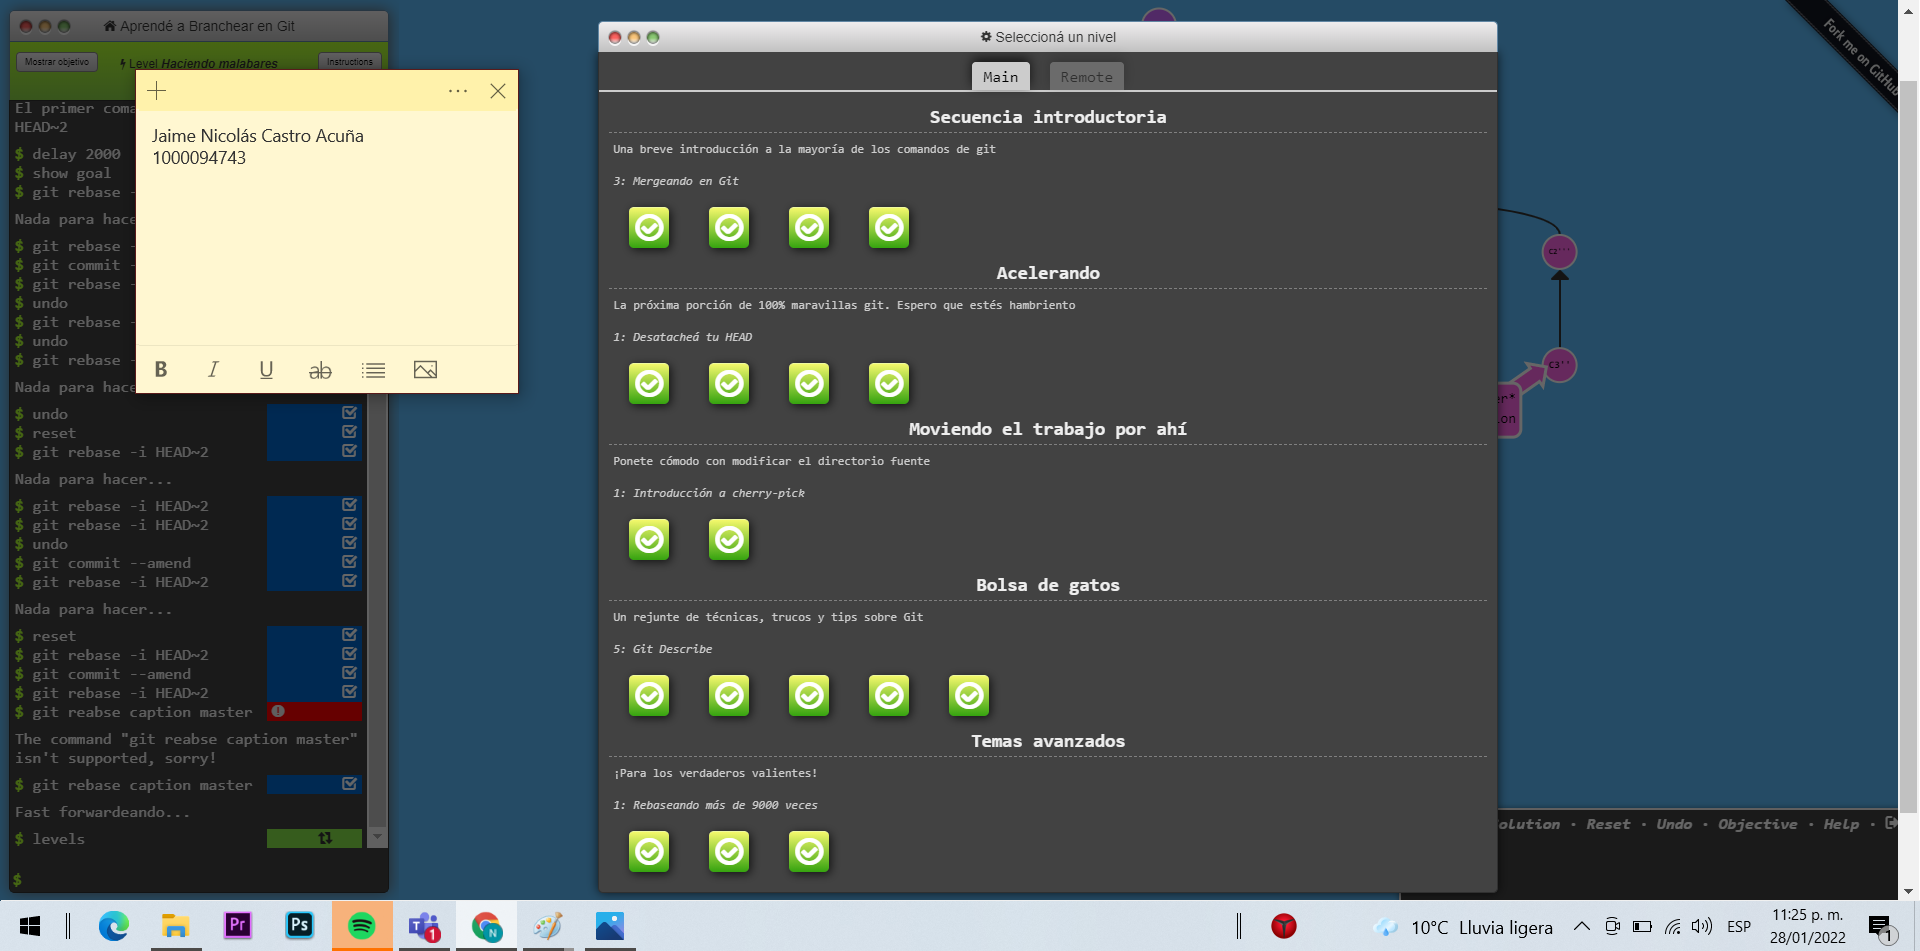 Aprendé a Branchear en Git
Mostrar objetivo
Level Haciendo malabares
Instructions
El primer coma
HEAD~2
$ delay 2000
$ show goal
$ git rebase -
Nada para hace
$ git rebase -
$ git commit -
$ git rebase -
$ undo
$ git rebase -
$ undo
$ git rebase -
Nada para hace
$ undo
$ reset
$ git rebase -i HEAD~2
Nada para hacer...
$ git rebase -i HEAD~2
$ git rebase -i HEAD~2
$ undo
$ git commit --amend
$ git rebase -i HEAD~2
Nada para hacer...
$ reset
$ git rebase -i HEAD~2
$ git commit --amend
$ git rebase -i HEAD~2
$ git reabse caption master
The command "git reabse caption master"
isn't supported, sorry!
$ git rebase caption master
Fast forwardeando...
$ levels
$
Jaime Nicolás Castro Acuña
1000094743
B I U ab
Seleccioná un nivel
Main
Remote
Secuencia introductoria
Una breve introducción a la mayoría de los comandos de git
3: Mergeando en Git
Acelerando
La próxima porción de 100% maravillas git. Espero que estés hambriento
1: Desatacheá tu HEAD
Moviendo el trabajo por ahí
Ponete cómodo con modificar el directorio fuente
1: Introducción a cherry-pick
Bolsa de gatos
Un rejunte de técnicas, trucos y tips sobre Git
5: Git Describe
Temas avanzados
¡Para los verdaderos valientes!
1: Rebaseando más de 9000 veces
Fork me on GitHub
C2'''
C3''
er*
ion
olution · Reset · Undo · Objective · Help ·
Pr
Ps
T
1
N
10°C Lluvia ligera
ESP
11:25 p. m.
28/01/2022
1